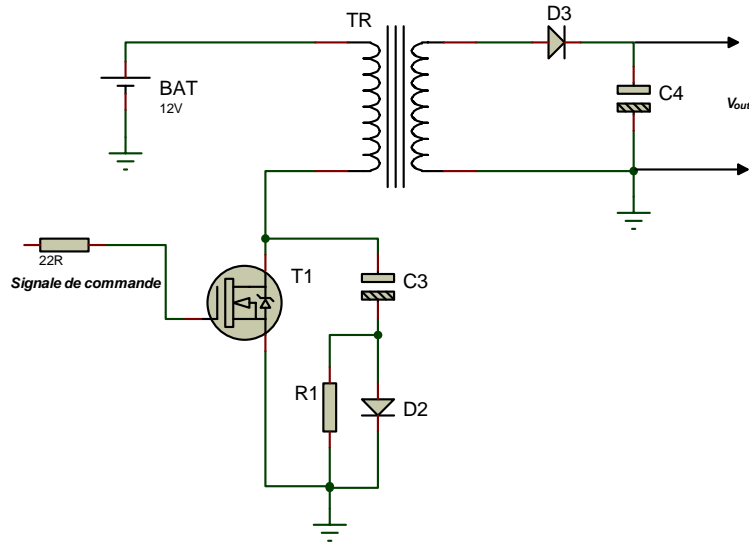 TR
D3
BAT
12V
C4
Vout
22R
Signale de commande
T1
C3
R1
D2